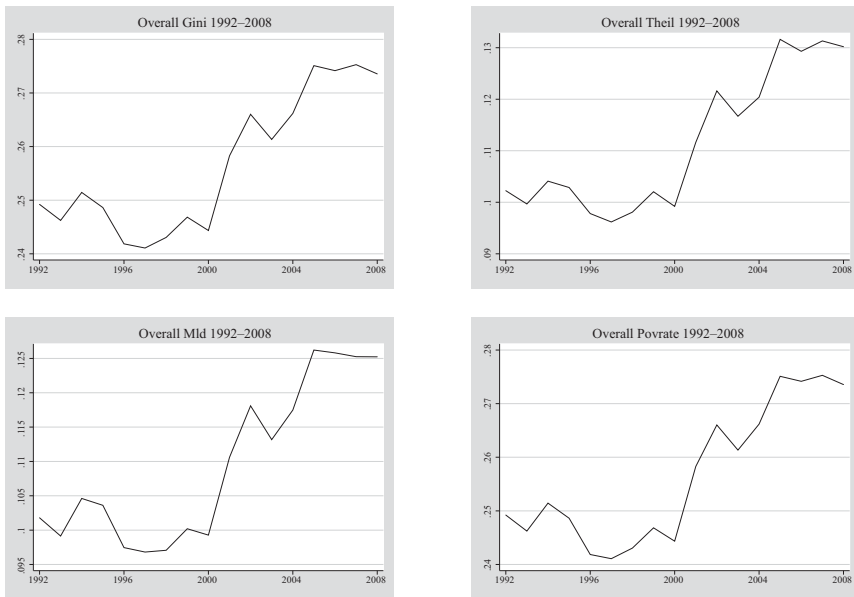 Overall Gini 1992–2008
.28
.27
.26
.25
.24
1992 1996 2000 2004 2008
Overall Theil 1992–2008
.13
.12
.11
.1
.09
1992 1996 2000 2004 2008
Overall Mld 1992–2008
.125
.12
.115
.11
.105
.1
.095
1992 1996 2000 2004 2008
Overall Povrate 1992–2008
.28
.27
.26
.25
.24
1992 1996 2000 2004 2008